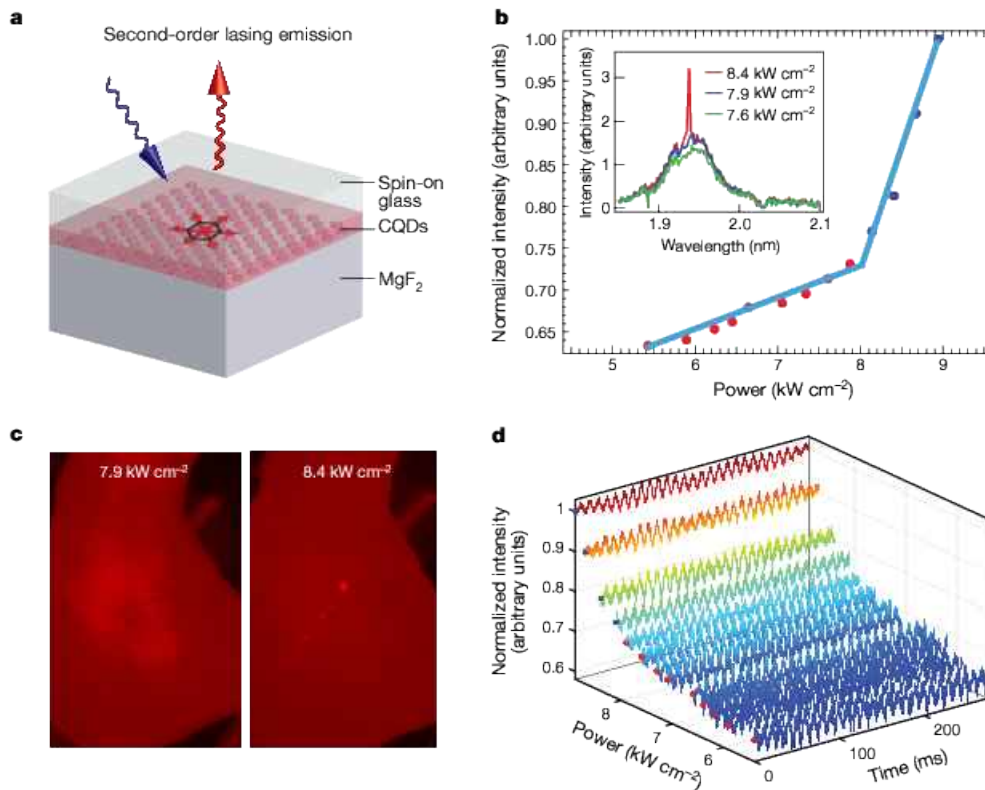 a
Second-order lasing emission
Spin-on
glass
CQDs
MgF₂
b
Normalized intensity (arbitrary units)
1.00
0.95
0.90
0.85
0.80
0.75
0.70
0.65
5
6
7
8
9
Power (kW cm⁻²)
Intensity (arbitrary units)
3
2
1
0
1.9
2.0
2.1
Wavelength (nm)
8.4 kW cm⁻²
7.9 kW cm⁻²
7.6 kW cm⁻²
c
7.9 kW cm⁻²
8.4 kW cm⁻²
d
Normalized intensity
(arbitrary units)
1
0.9
0.8
0.7
0.6
8
7
6
Power (kW cm⁻²)
0
100
200
Time (ms)